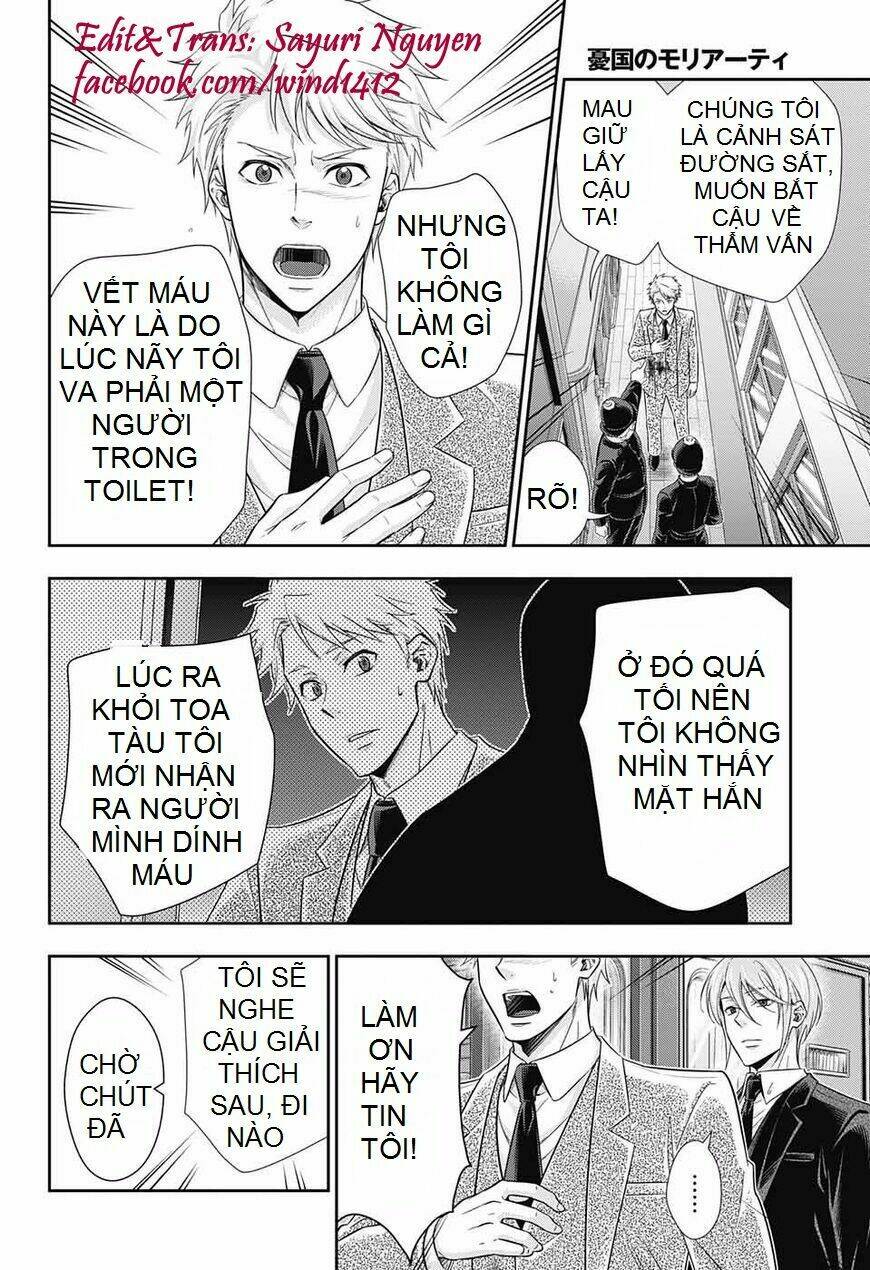 Edit&Trans: Sayuri Nguyen
facebook.com/wind1412
憂国のモリアーティ
CHÚNG TÔI
LÀ CẢNH SÁT
ĐƯỜNG SẮT,
MUỐN BẮT
CẬU VỀ
THẨM VẤN
MAU
GIỮ
LẤY
CẬU
TA!
RÕ!
NHƯNG
TÔI
KHÔNG
LÀM GÌ
CẢ!
VẾT MÁU
NÀY LÀ DO
LÚC NÃY TÔI
VA PHẢI MỘT
NGƯỜI
TRONG
TOILET!
Ở ĐÓ QUÁ
TỐI NÊN
TÔI KHÔNG
NHÌN THẤY
MẶT HẮN
LÚC RA
KHỎI TOA
TÀU TÔI
MỚI NHẬN
RA NGƯỜI
MÌNH DÍNH
MÁU
LÀM
ƠN
HÃY
TIN
TÔI!
……
TÔI SẼ
NGHE
CẬU GIẢI
THÍCH
SAU, ĐI
NÀO
CHỜ
CHÚT
ĐÃ